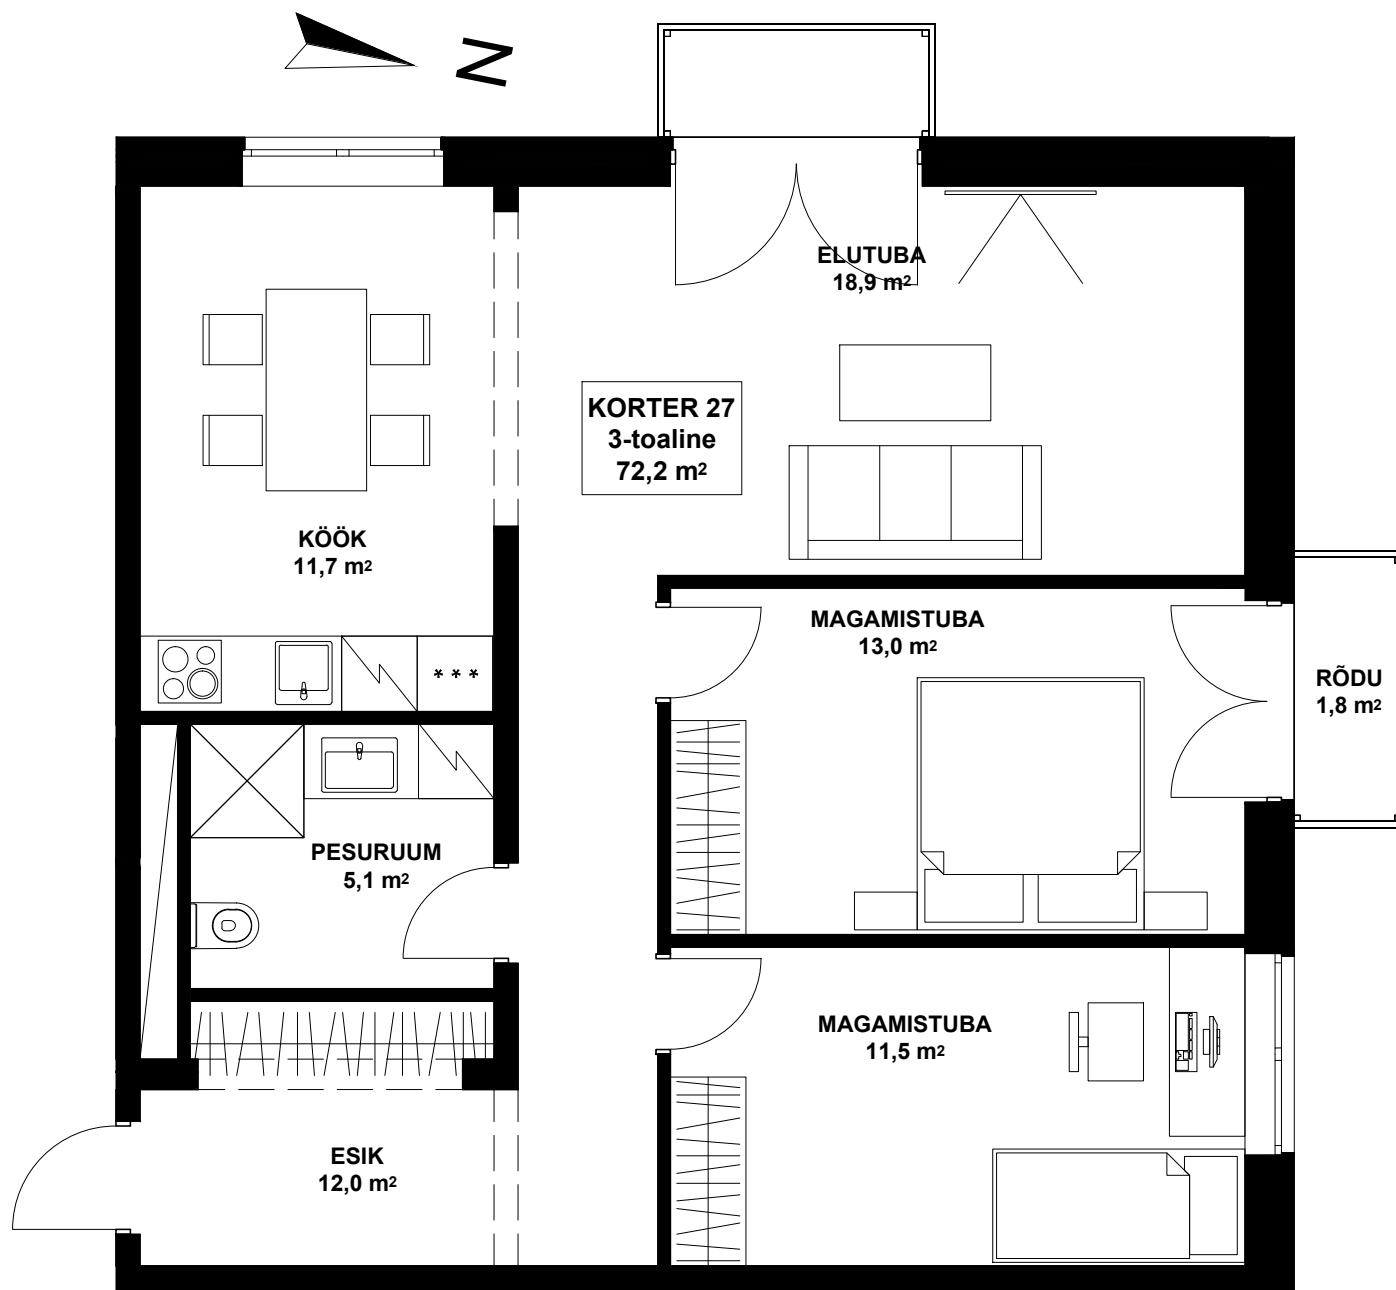 N
ELUTUBA
18,9 m²
KORTER 27
3-toaline
72,2 m²
KÖÖK
11,7 m²
MAGAMISTUBA
13,0 m²
RÕDU
1,8 m²
***
PESURUUM
5,1 m²
MAGAMISTUBA
11,5 m²
ESIK
12,0 m²